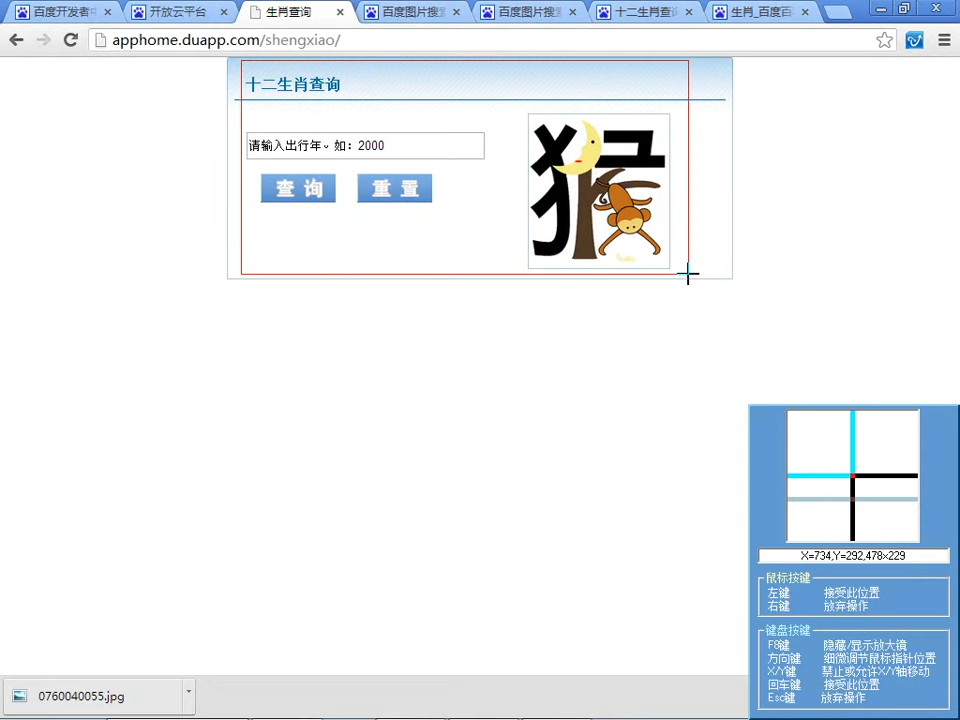 百度开发者中
开放云平台
生肖查询
百度图片搜索
百度图片搜索
十二生肖查询
生肖_百度百
apphome.duapp.com/shengxiao/
十二生肖查询
请输入出行年。如：2000
查 询
重 置
猴
X=734,Y=292,478×229
鼠标按键
左键 接受此位置
右键 放弃操作
键盘按键
F8键 隐藏/显示放大镜
方向键 细微调节鼠标指针位置
X/Y键 禁止或允许X/Y轴移动
回车键 接受此位置
Esc键 放弃操作
0760040055.jpg